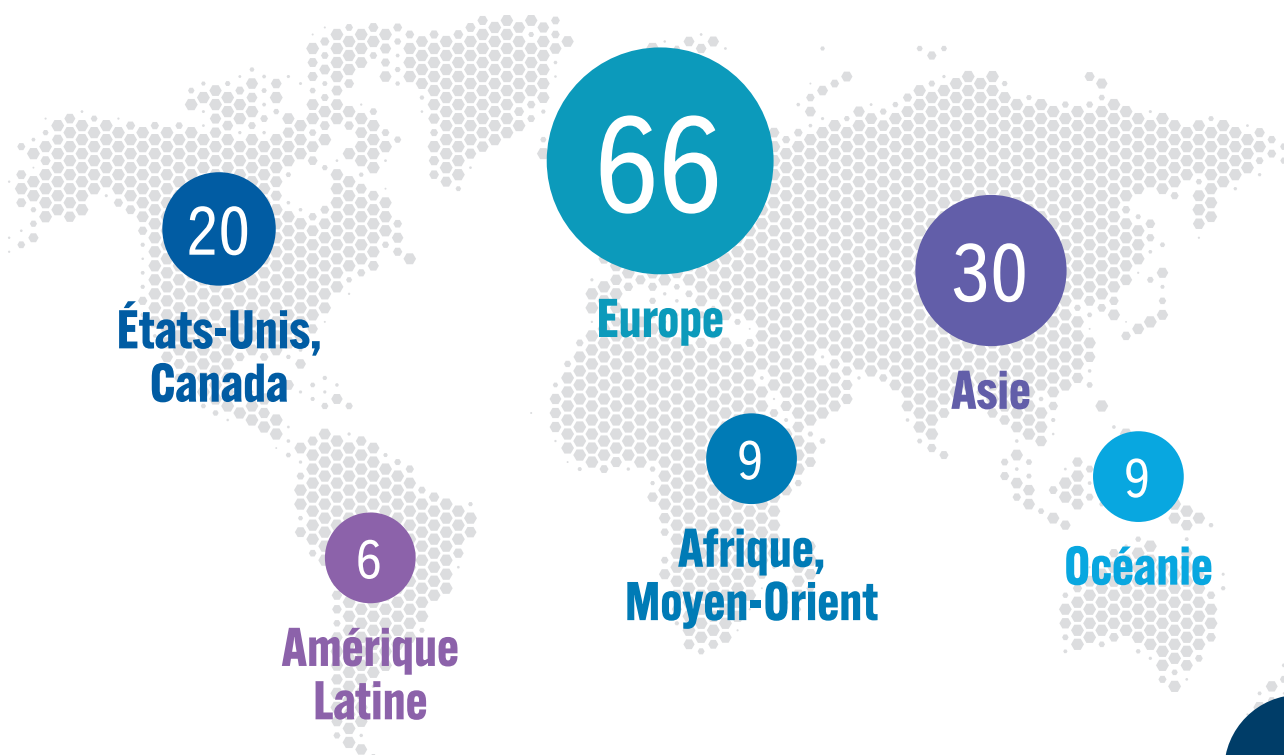 20
États-Unis,
Canada
66
Europe
30
Asie
9
Afrique,
Moyen-Orient
9
Océanie
6
Amérique
Latine